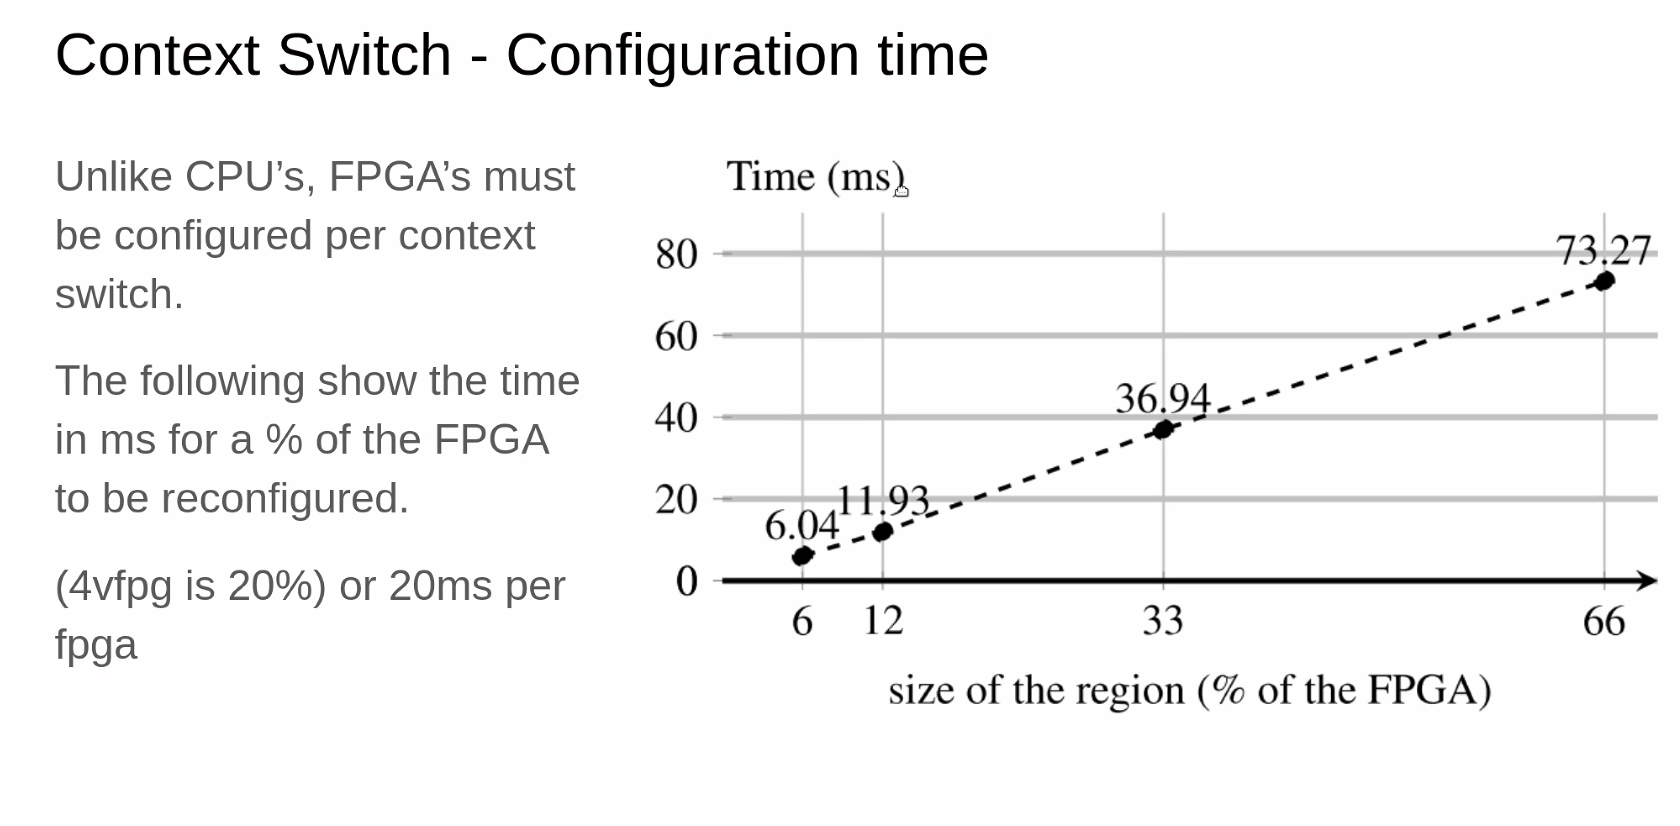 Context Switch - Configuration time
Unlike CPU’s, FPGA’s must
be configured per context
switch.
The following show the time
in ms for a % of the FPGA
to be reconfigured.
(4vfpg is 20%) or 20ms per
fpga
Time (ms)
80
73.27
60
40
36.94
20
11.93
6.04
0
6 12 33 66
size of the region (% of the FPGA)